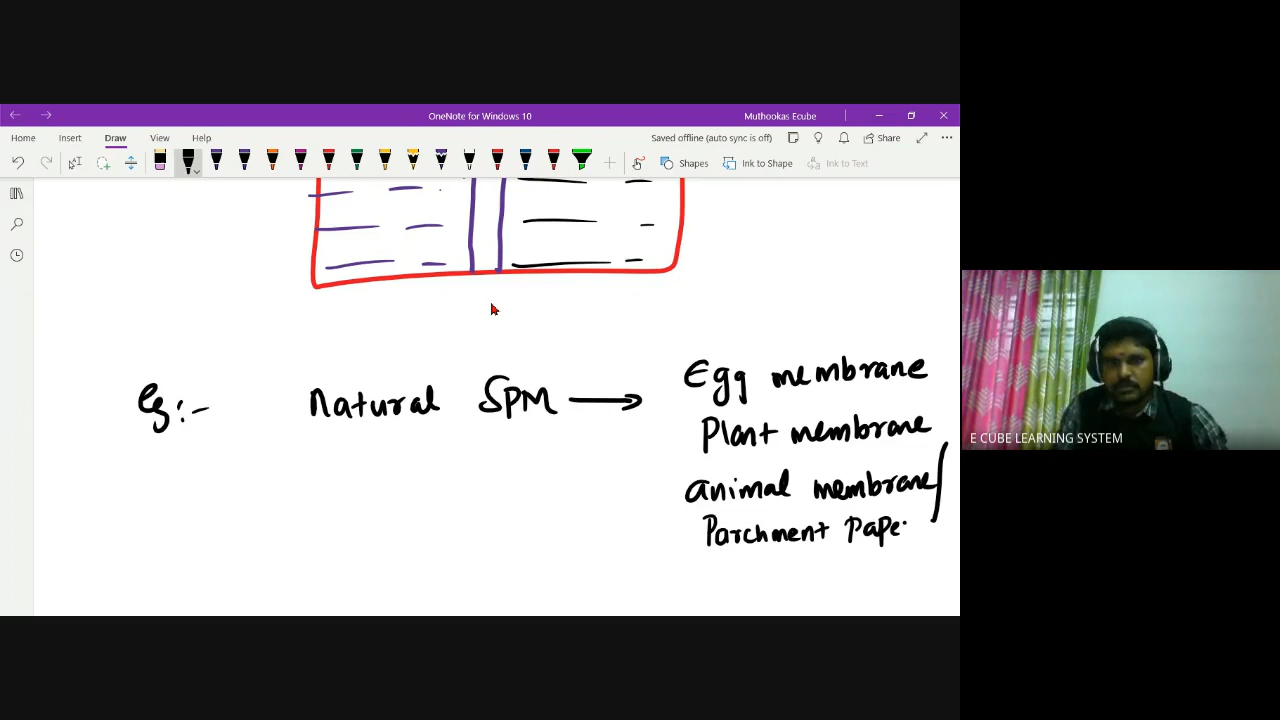 OneNote for Windows 10
Muthookas Ecube
Home Insert Draw View Help
Saved offline (auto sync is off)
Share
Shapes
Ink to Shape
Ink to Text
Eg:- Natural SPM → Egg membrane
Plant membrane
animal membrane/
Parchment Pape
E CUBE LEARNING SYSTEM